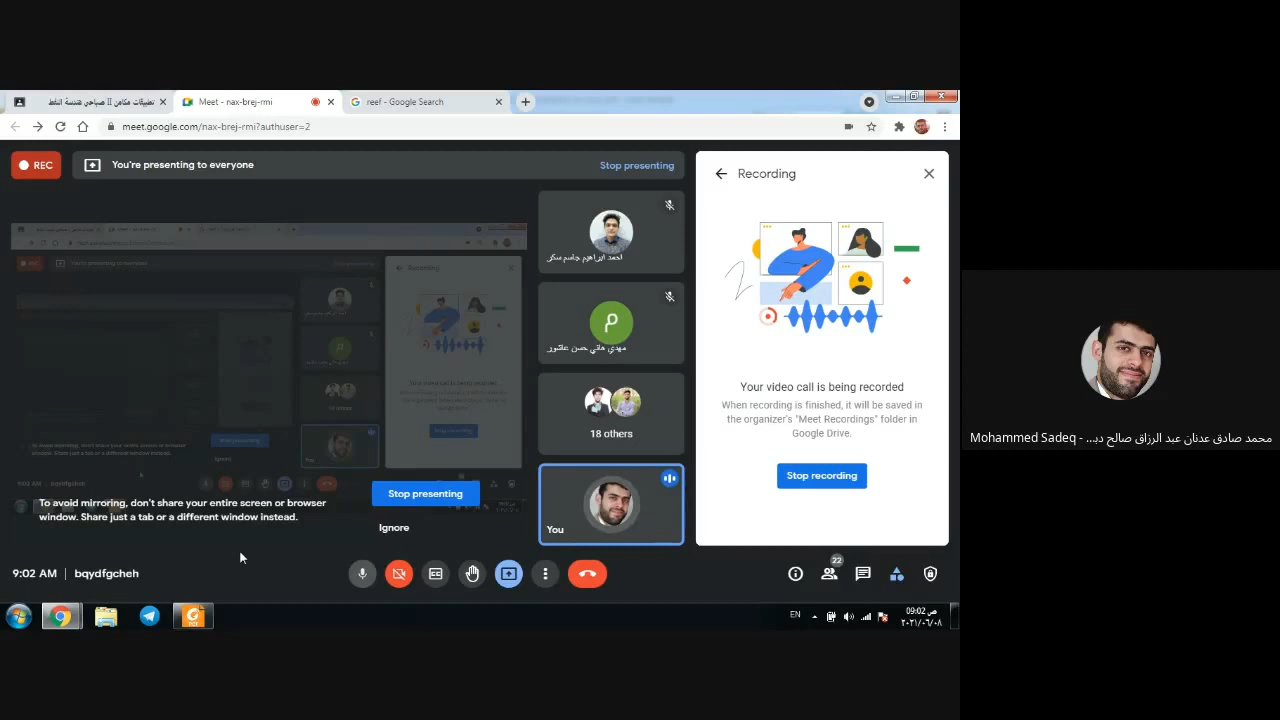 تطبيقات مكامن II صباحي هندسة النفط
Meet - nax-brej-rmi
reef - Google Search
meet.google.com/nax-brej-rmi?authuser=2
REC
You're presenting to everyone
Stop presenting
Recording
احمد ابراهيم جاسم سكر
م
مهدي هاني حسن عاشور
18 others
You
Your video call is being recorded
When recording is finished, it will be saved in
the organizer's "Meet Recordings" folder in
Google Drive.
Stop recording
To avoid mirroring, don't share your entire screen or browser
window. Share just a tab or a different window instead.
Stop presenting
Ignore
9:02 AM | bqydfgcheh
22
EN
09:02 ص
٢٠٢١/٠٦/٠٨
Mohammed Sadeq - ...محمد صادق عدنان عبد الرزاق صالح دب